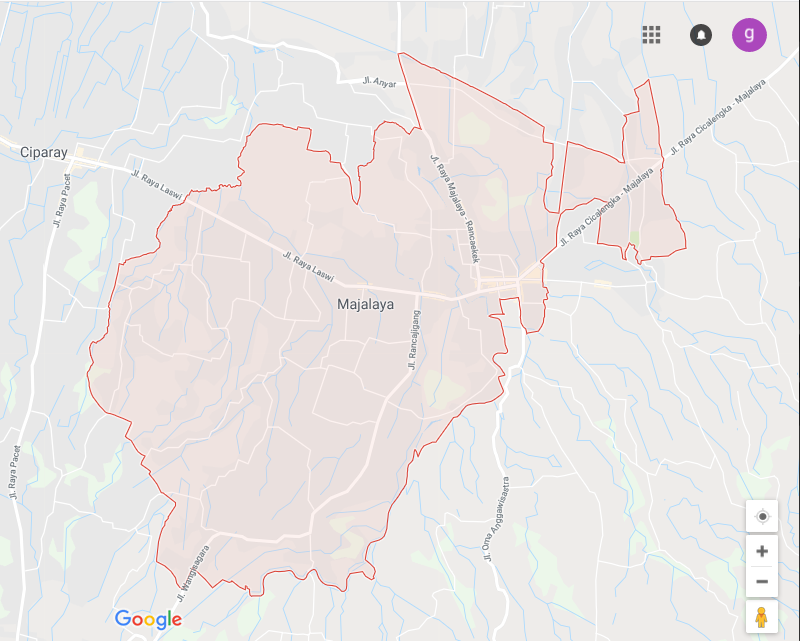 g
Jl. Anyar
Jl. Raya Cicalengka - Majalaya
Ciparay
Jl. Raya Laswi
Jl. Raya Pacet
Jl. Raya Majalaya - Rancaekek
Jl. Raya Cicalengka - Majalaya
Jl. Raya Laswi
Majalaya
Jl. Rancajigang
Jl. Raya Pacet
Jl. Oma Anggawisastra
Jl. Wangisagara
Google